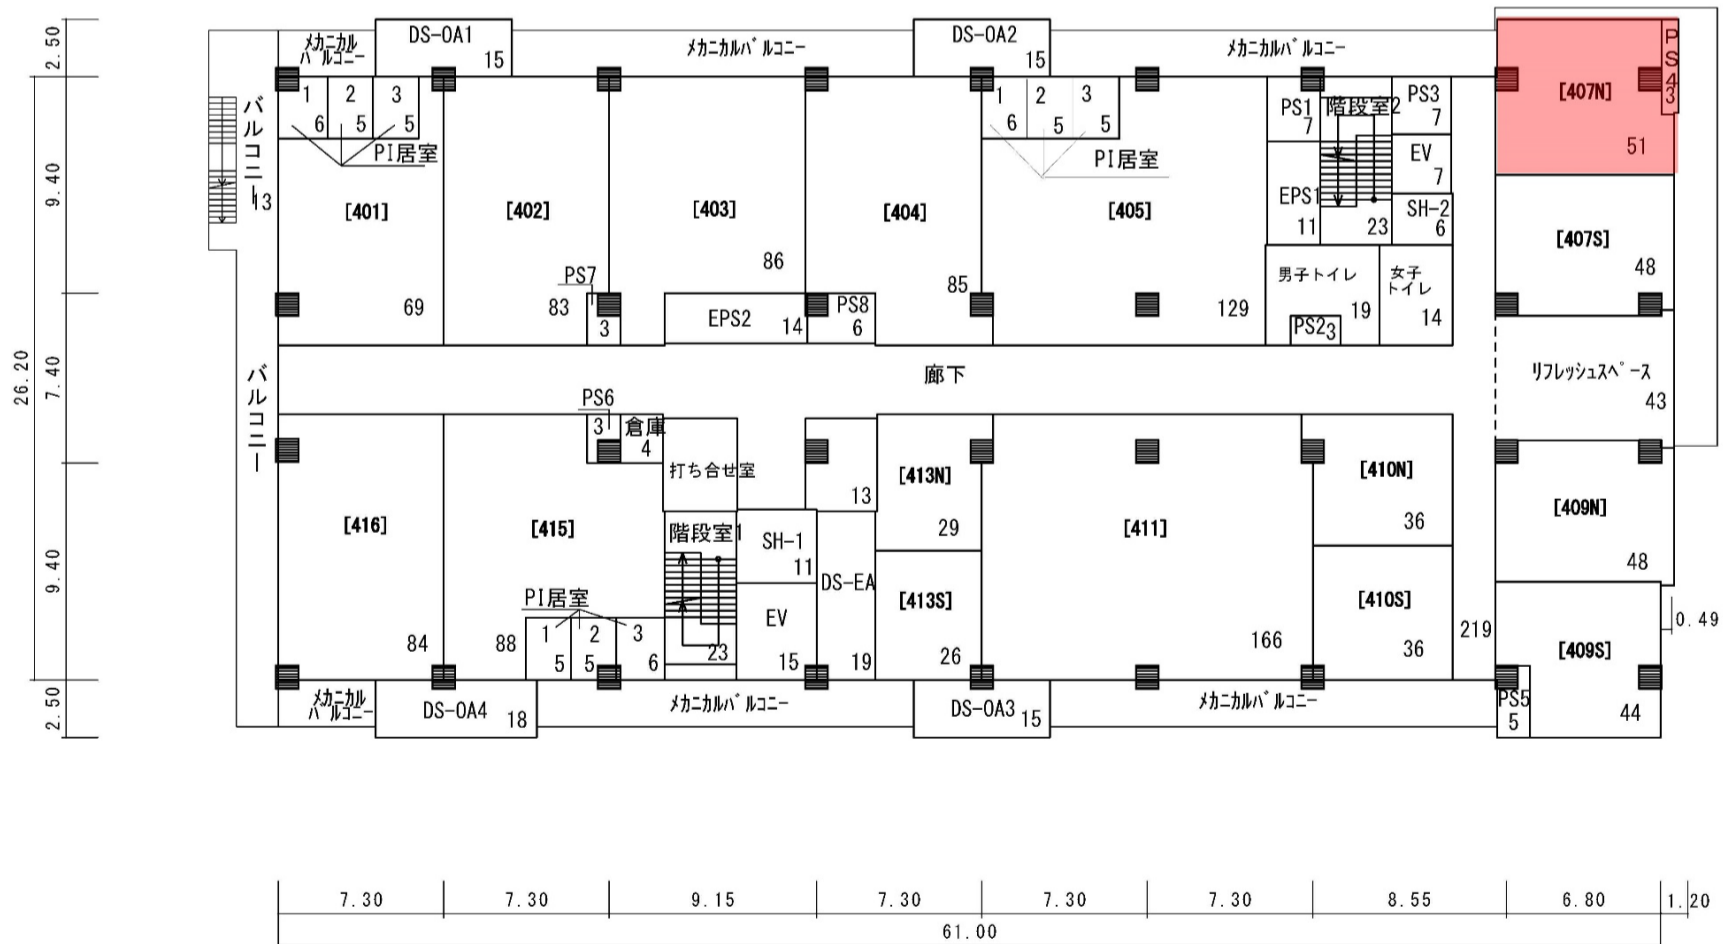 2.50
9.40
7.40
9.40
2.50
26.20
メカニカル
バルコニー
DS-OA1
15
メカニカルバルコニー
DS-OA2
15
メカニカルバルコニー
バルコニー
13
1
6
2
5
3
5
PI居室
[401]
69
[402]
83
PS7
3
[403]
86
EPS2
14
PS8
6
[404]
85
1
6
2
5
3
5
PI居室
[405]
129
PS1
7
階段室2
23
PS3
7
EV
7
EPS1
11
SH-2
6
男子トイレ
19
PS2
3
女子
トイレ
14
[407N]
51
PS4
3
[407S]
48
リフレッシュスペース
43
廊下
バルコニー
[416]
84
[415]
88
PS6
3
倉庫
4
PI居室
1
5
2
5
3
6
打ち合せ室
階段室1
23
SH-1
11
EV
15
13
DS-EA
19
[413N]
29
[413S]
26
[411]
166
[410N]
36
[410S]
36
219
[409N]
48
[409S]
44
PS5
5
0.49
メカニカル
バルコニー
DS-OA4
18
メカニカルバルコニー
DS-OA3
15
メカニカルバルコニー
7.30
7.30
9.15
7.30
7.30
7.30
8.55
6.80
1.20
61.00